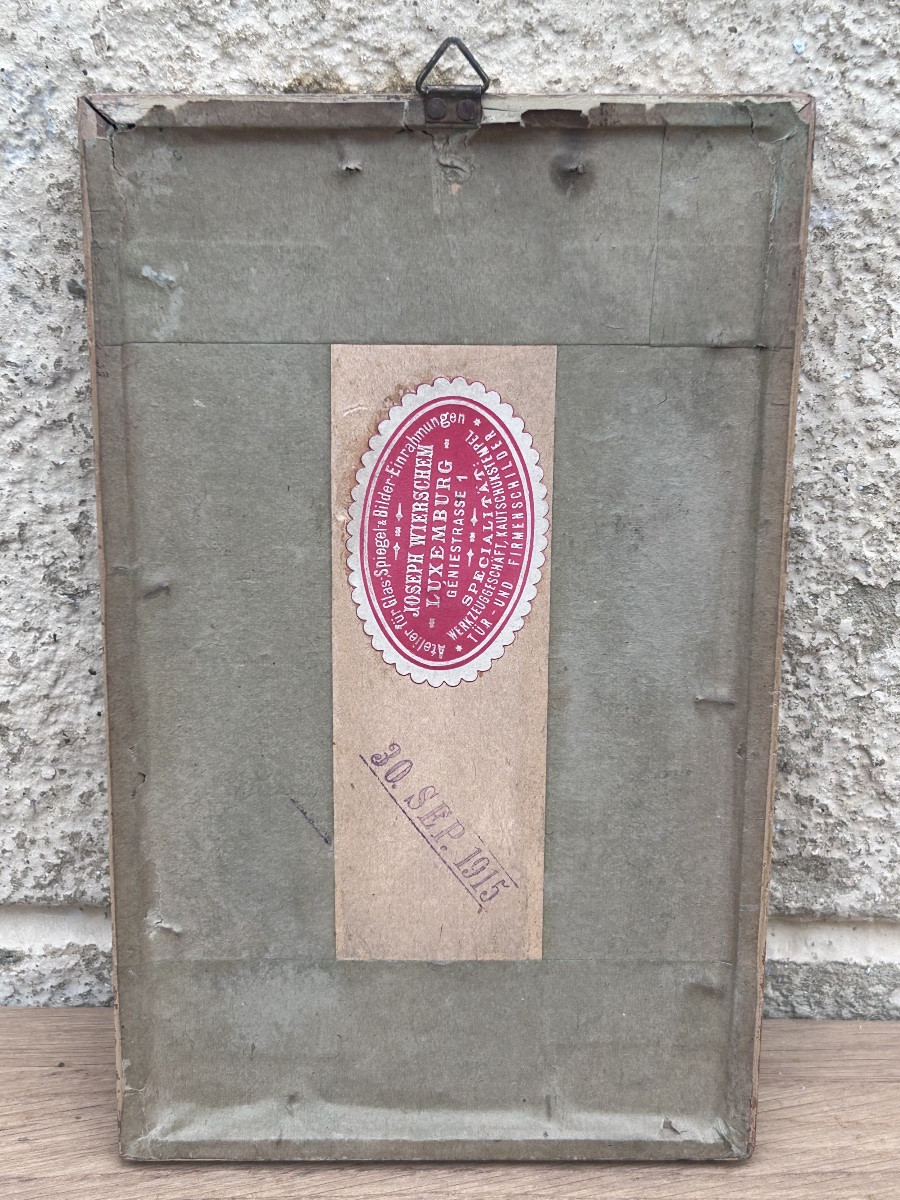 Atelier für Glas-, Spiegel & Bilder-Einrahmungen
JOSEPH WIERSCHEM
LUXEMBURG
GÉNIESTRASSE 1
SPECIALITÄT:
WERKZEUGGESCHÄFT, KAUTSCHUKSTEMPEL
TÜR- UND FIRMENSCHILDER
30. SEP. 1915